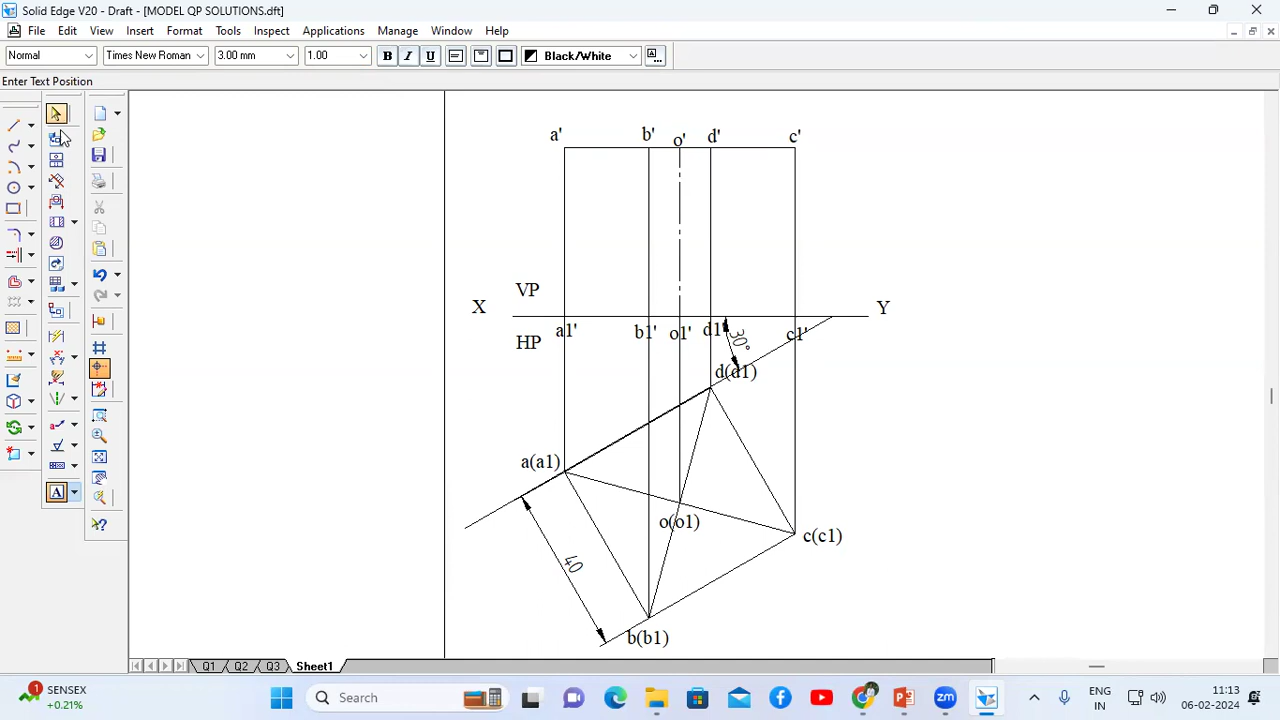 Solid Edge V20 - Draft - [MODEL QP SOLUTIONS.dft]
File Edit View Insert Format Tools Inspect Applications Manage Window Help
Normal Times New Roman 3.00 mm 1.00 B I U Black/White
Enter Text Position
a' b' o' d' c'
VP
X Y
a1' b1' o1' d1' c1'
HP
30°
d(d1)
a(a1)
o(o1)
c(c1)
40
b(b1)
A
Q1 Q2 Q3 Sheet1
1 SENSEX
+0.21%
Search
zm
ENG
IN
11:13
06-02-2024